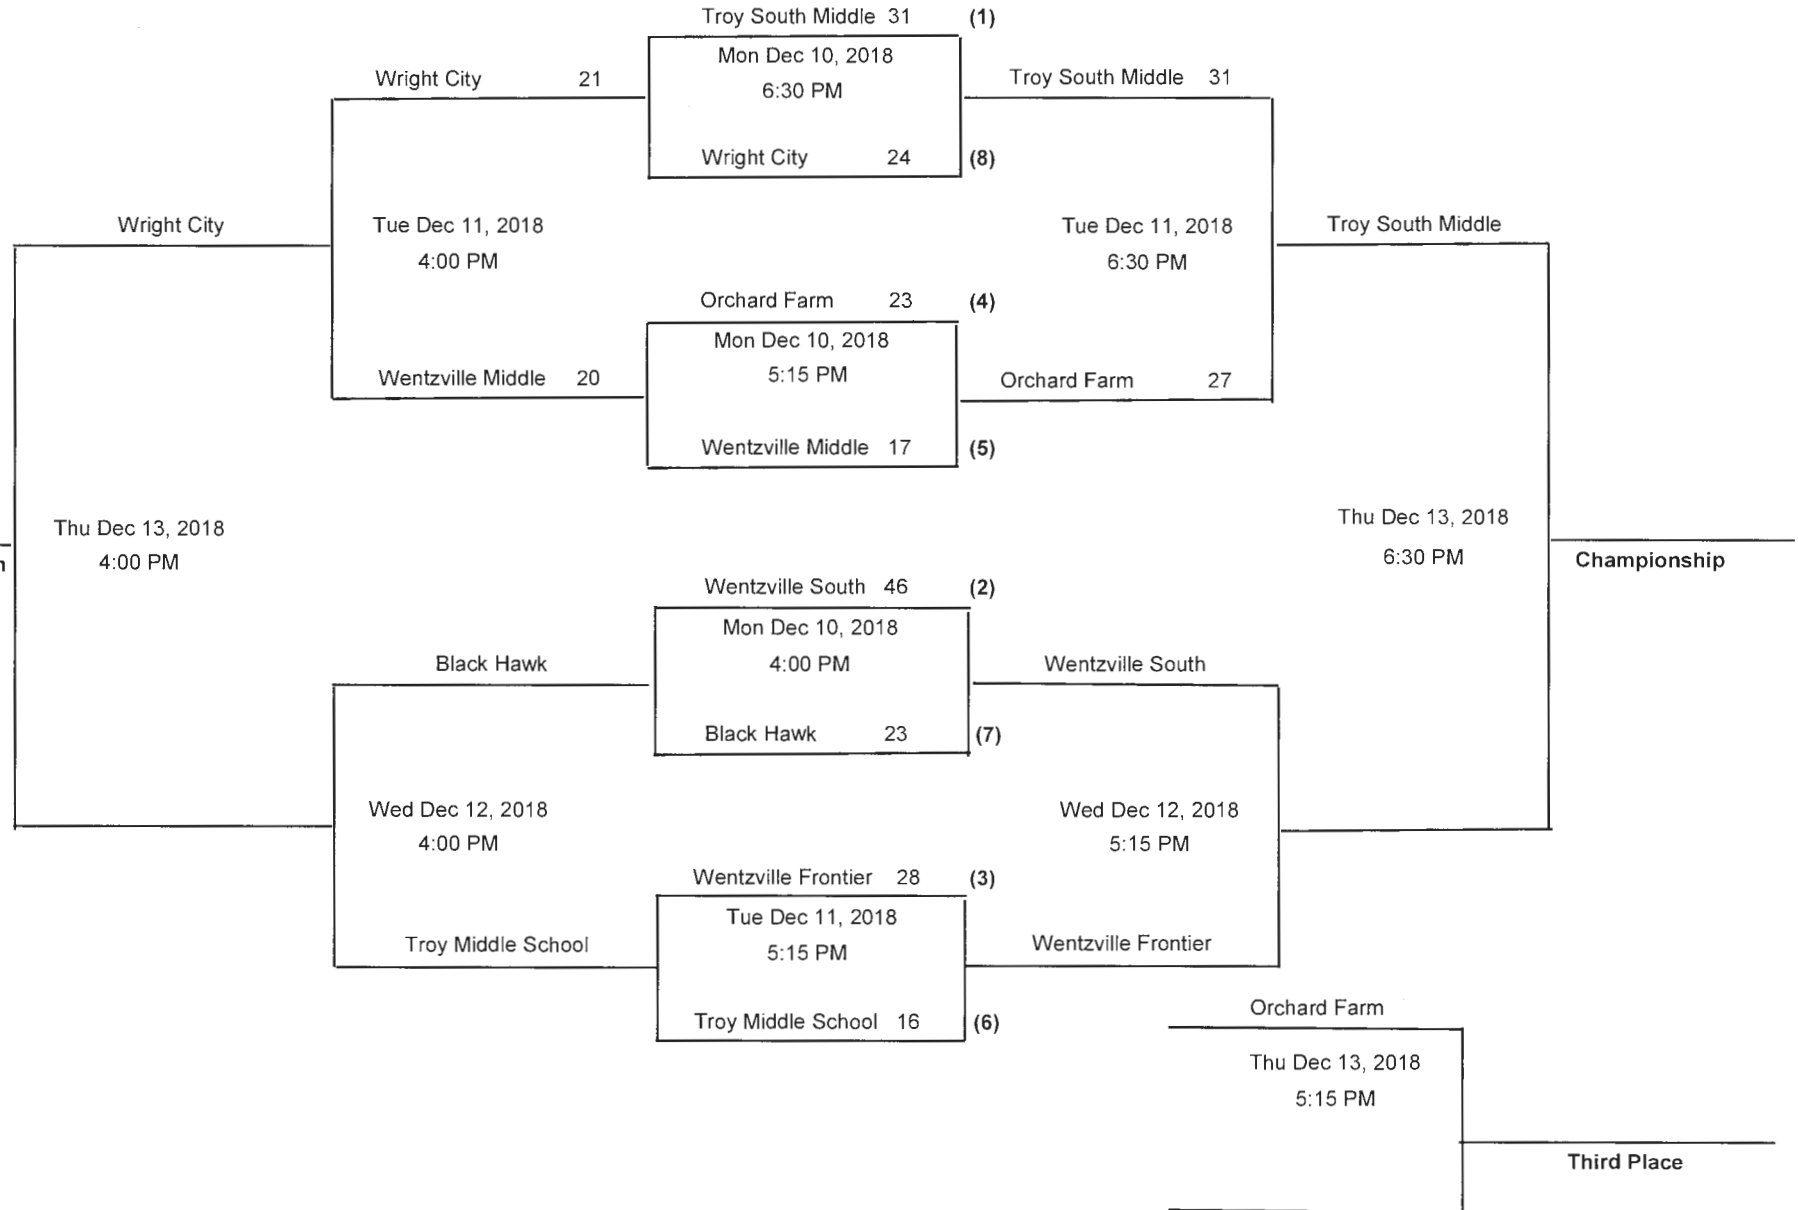 Troy South Middle 31 (1)
Mon Dec 10, 2018
6:30 PM
Wright City 21
Troy South Middle 31
Wright City 24 (8)
Wright City
Tue Dec 11, 2018
4:00 PM
Tue Dec 11, 2018
6:30 PM
Troy South Middle
Orchard Farm 23 (4)
Mon Dec 10, 2018
5:15 PM
Wentzville Middle 20
Orchard Farm 27
Wentzville Middle 17 (5)
Thu Dec 13, 2018
4:00 PM
Thu Dec 13, 2018
6:30 PM
Championship
Wentzville South 46 (2)
Mon Dec 10, 2018
4:00 PM
Black Hawk
Wentzville South
Black Hawk 23 (7)
Wed Dec 12, 2018
4:00 PM
Wed Dec 12, 2018
5:15 PM
Wentzville Frontier 28 (3)
Tue Dec 11, 2018
5:15 PM
Troy Middle School
Wentzville Frontier
Troy Middle School 16 (6)
Orchard Farm
Thu Dec 13, 2018
5:15 PM
Third Place